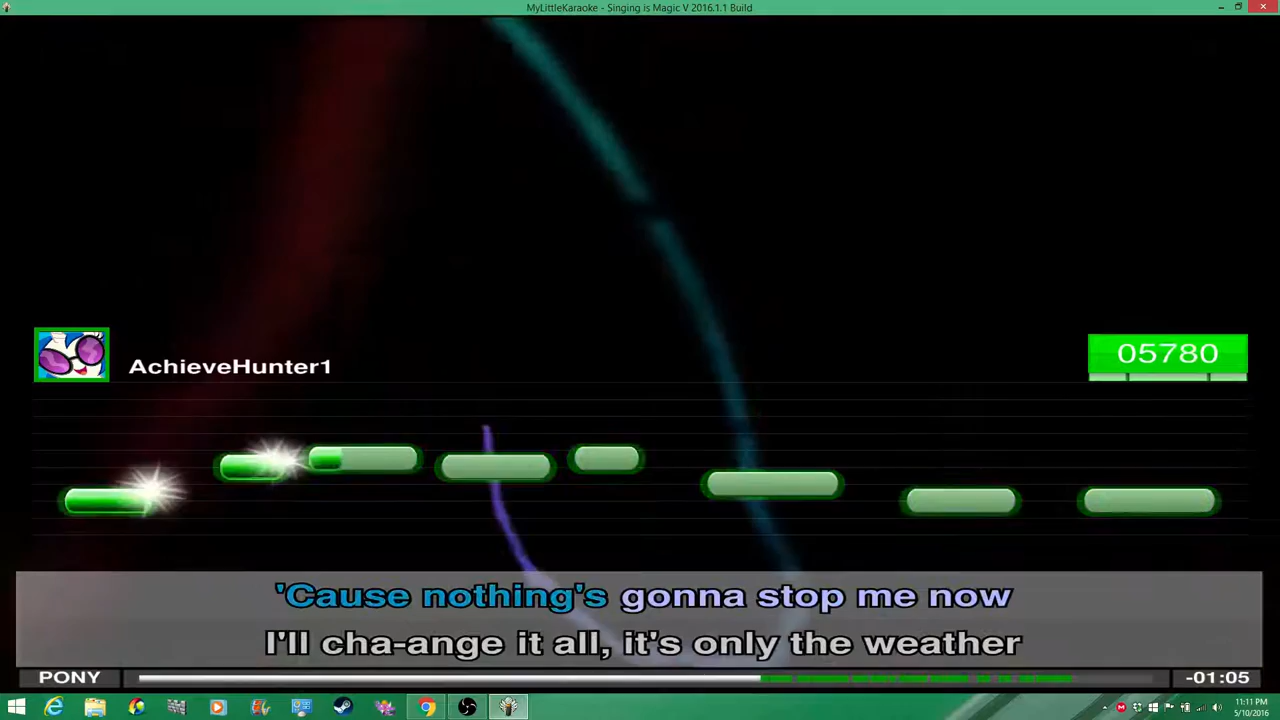 MyLittleKaraoke - Singing is Magic V 2016.1.1 Build
AchieveHunter1
05780
'Cause nothing's gonna stop me now
I'll cha-ange it all, it's only the weather
PONY
-01:05
11:11 PM
5/10/2016